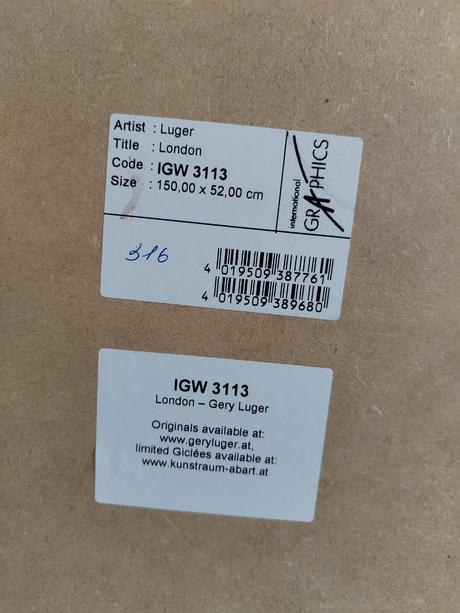 Artist : Luger
Title : London
Code : IGW 3113
Size : 150,00 x 52,00 cm
international
GRAPHICS
316
4 019509 387761
4 019509 389680
IGW 3113
London – Gery Luger
Originals available at:
www.geryluger.at,
limited Giclées available at:
www.kunstraum-abart.at